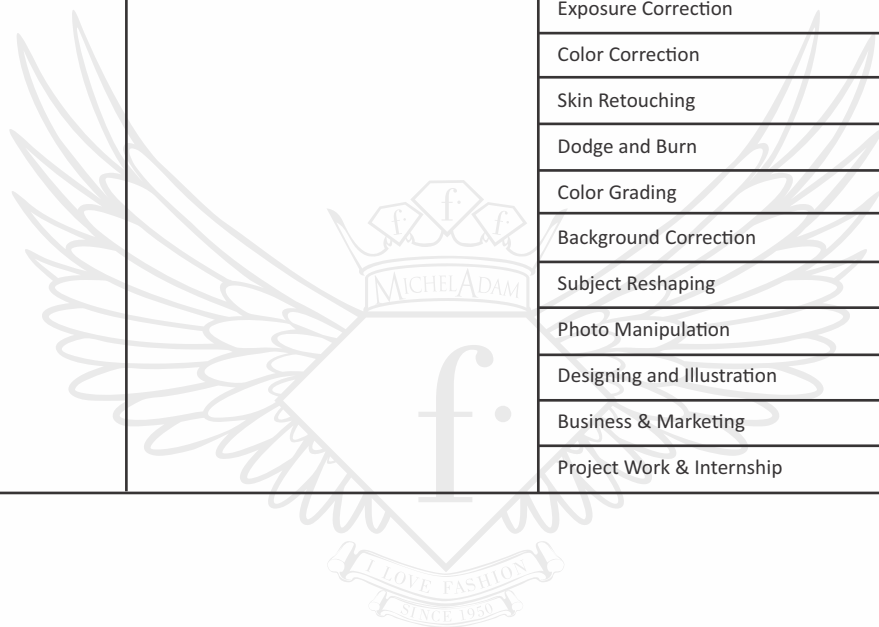 Exposure Correction
Color Correction
Skin Retouching
Dodge and Burn
Color Grading
Background Correction
Subject Reshaping
Photo Manipulation
Designing and Illustration
Business & Marketing
Project Work & Internship
f. f. f.
MICHELADAM
f.
I LOVE FASHION
SINCE 1950